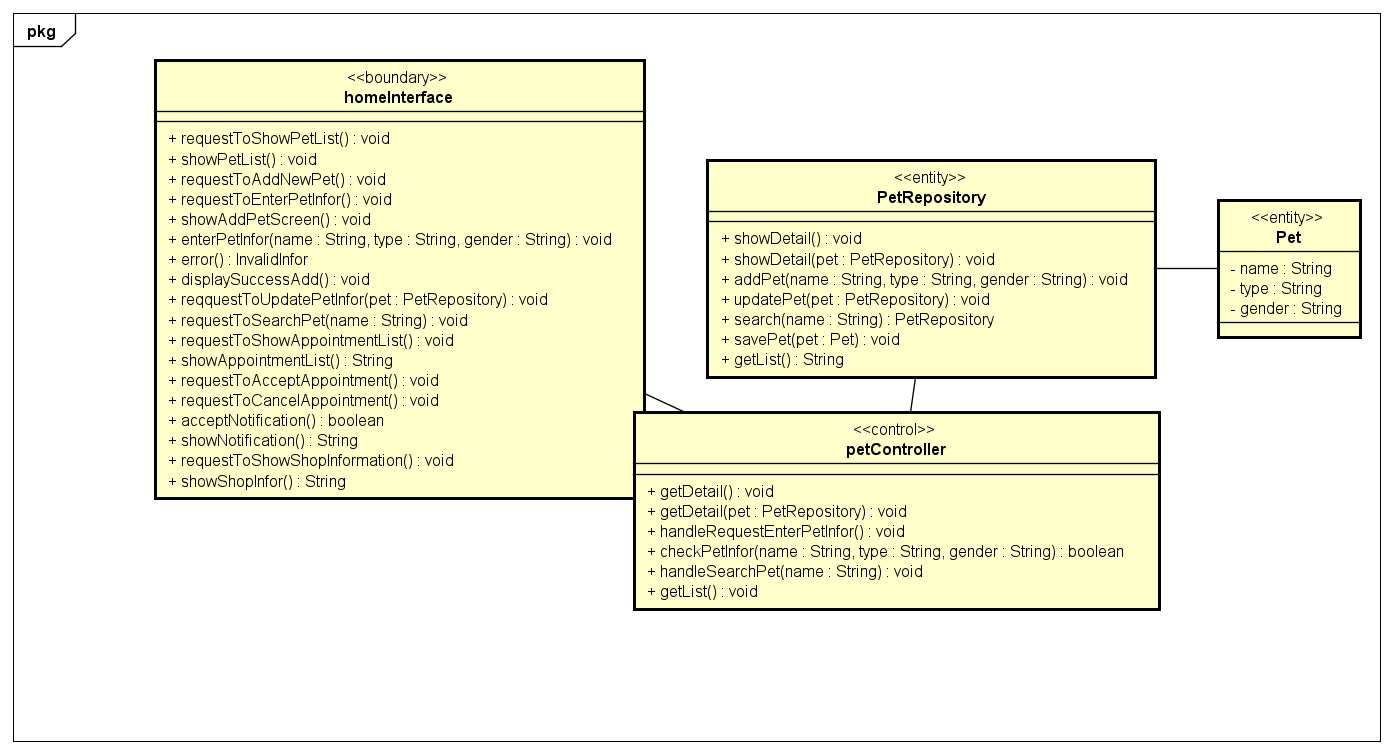 pkg
<<boundary>>
homeInterface
+ requestToShowPetList() : void
+ showPetList() : void
+ requestToAddNewPet() : void
+ requestToEnterPetInfor() : void
+ showAddPetScreen() : void
+ enterPetInfor(name : String, type : String, gender : String) : void
+ error() : InvalidInfor
+ displaySuccessAdd() : void
+ reqquestToUpdatePetInfor(pet : PetRepository) : void
+ requestToSearchPet(name : String) : void
+ requestToShowAppointmentList() : void
+ showAppointmentList() : String
+ requestToAcceptAppointment() : void
+ requestToCancelAppointment() : void
+ acceptNotification() : boolean
+ showNotification() : String
+ requestToShowShopInformation() : void
+ showShopInfor() : String
<<entity>>
PetRepository
+ showDetail() : void
+ showDetail(pet : PetRepository) : void
+ addPet(name : String, type : String, gender : String) : void
+ updatePet(pet : PetRepository) : void
+ search(name : String) : PetRepository
+ savePet(pet : Pet) : void
+ getList() : String
<<entity>>
Pet
- name : String
- type : String
- gender : String
<<control>>
petController
+ getDetail() : void
+ getDetail(pet : PetRepository) : void
+ handleRequestEnterPetInfor() : void
+ checkPetInfor(name : String, type : String, gender : String) : boolean
+ handleSearchPet(name : String) : void
+ getList() : void